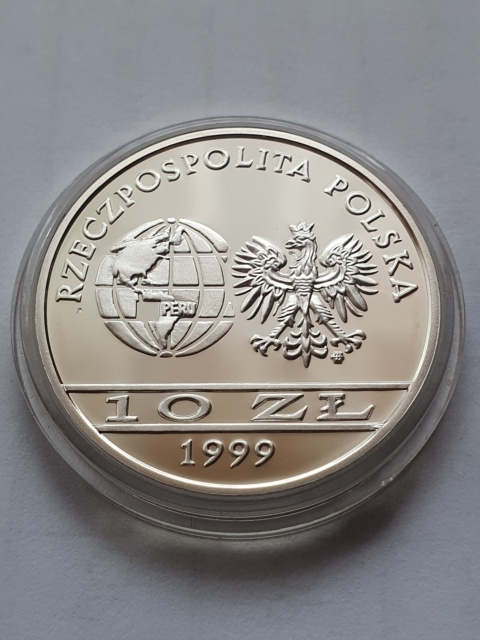 RZECZPOSPOLITA POLSKA
PERU
10 ZŁ
1999